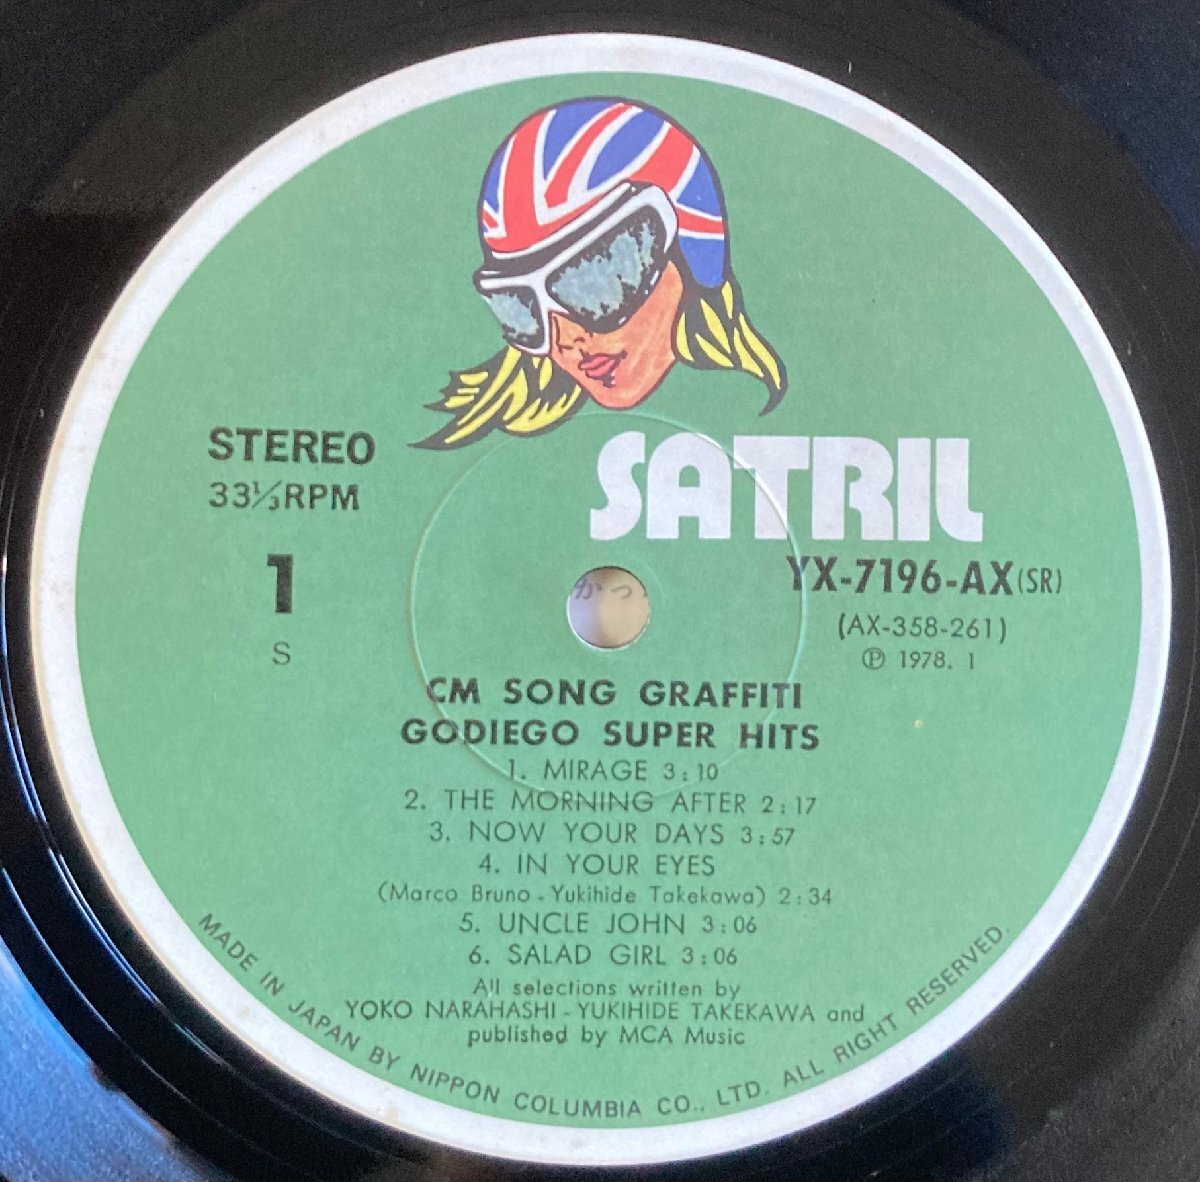 STEREO
33⅓RPM
1
S
SATRIL
YX-7196-AX(SR)
(AX-358-261)
Ⓟ 1978. 1
かっ
CM SONG GRAFFITI
GODIEGO SUPER HITS
1. MIRAGE 3:10
2. THE MORNING AFTER 2:17
3. NOW YOUR DAYS 3:57
4. IN YOUR EYES
(Marco Bruno - Yukihide Takekawa) 2:34
5. UNCLE JOHN 3:06
6. SALAD GIRL 3:06
All selections written by
YOKO NARAHASHI - YUKIHIDE TAKEKAWA and
published by MCA Music
MADE IN JAPAN BY NIPPON COLUMBIA CO., LTD. ALL RIGHT RESERVED.